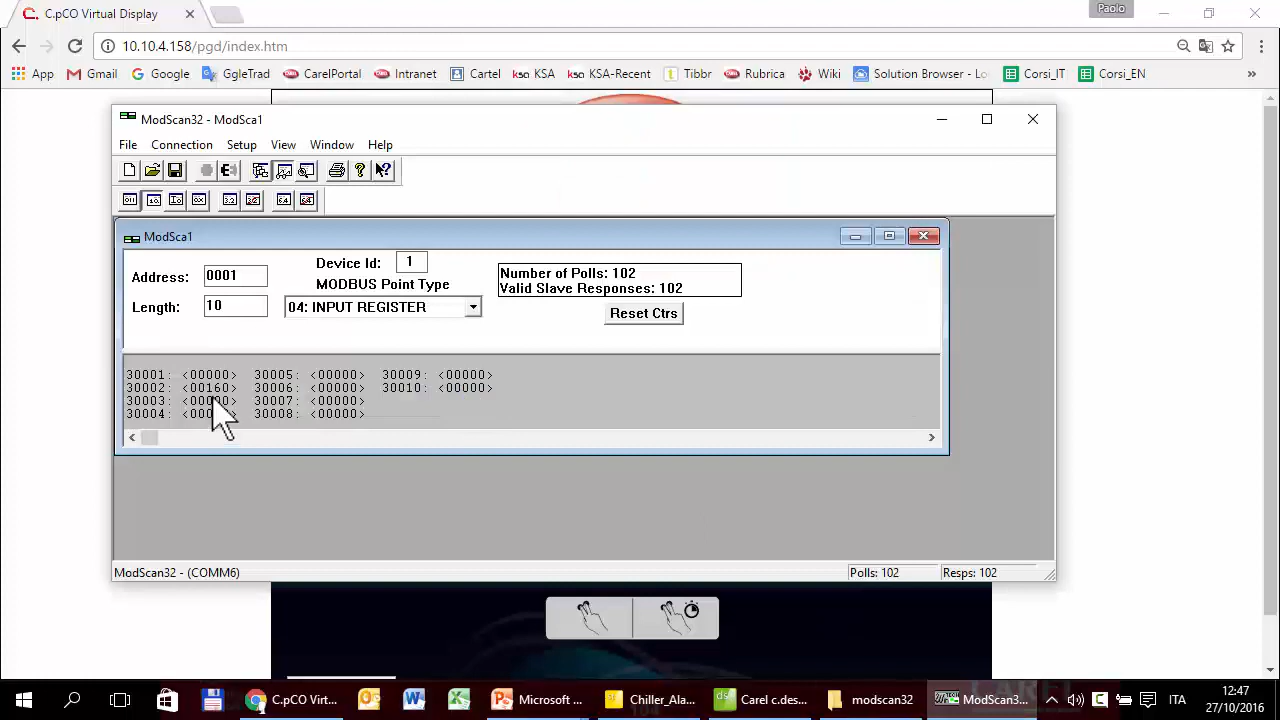 C.pCO Virtual Display
Paolo
10.10.4.158/pgd/index.htm
App Gmail Google GgleTrad CarelPortal Intranet Cartel KSA KSA-Recent Tibbr Rubrica Wiki Solution Browser - Lo Corsi_IT Corsi_EN »
ModScan32 - ModSca1
File Connection Setup View Window Help
ModSca1
Address: 0001
Device Id: 1
MODBUS Point Type
Length: 10
04: INPUT REGISTER
Number of Polls: 102
Valid Slave Responses: 102
Reset Ctrs
30001: <00000> 30005: <00000> 30009: <00000>
30002: <00160> 30006: <00000> 30010: <00000>
30003: 30007: <00000>
30004: 30008: <00000>
ModScan32 - (COMM6)
Polls: 102
Resps: 102
C.pCO Virt...
Microsoft ...
Chiller_Ala...
Carel c.des...
modscan32
ModScan3...
ITA
12:47
27/10/2016